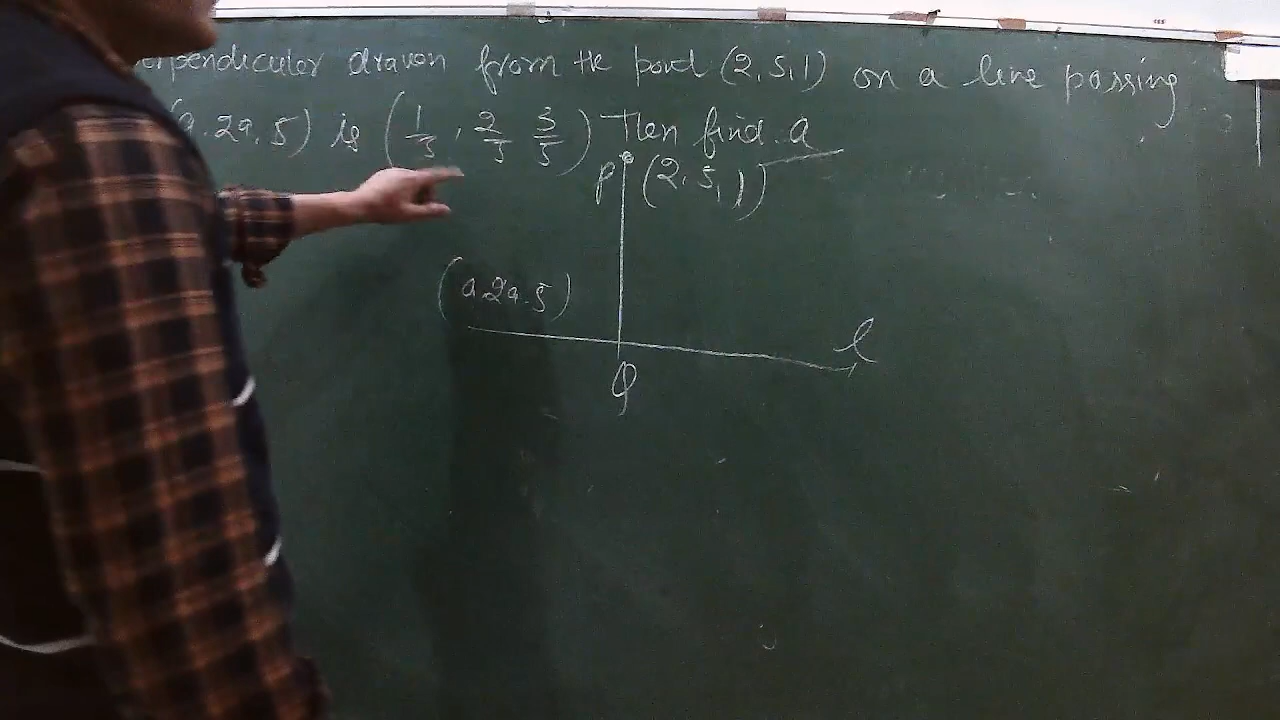 erpendiculer drawn from the point (2,5,1) on a line passing
(a,2a,5) is (1/5, 2/5 3/5) Then find a
P (2,5,1)
(a,2a,5)
l
Q